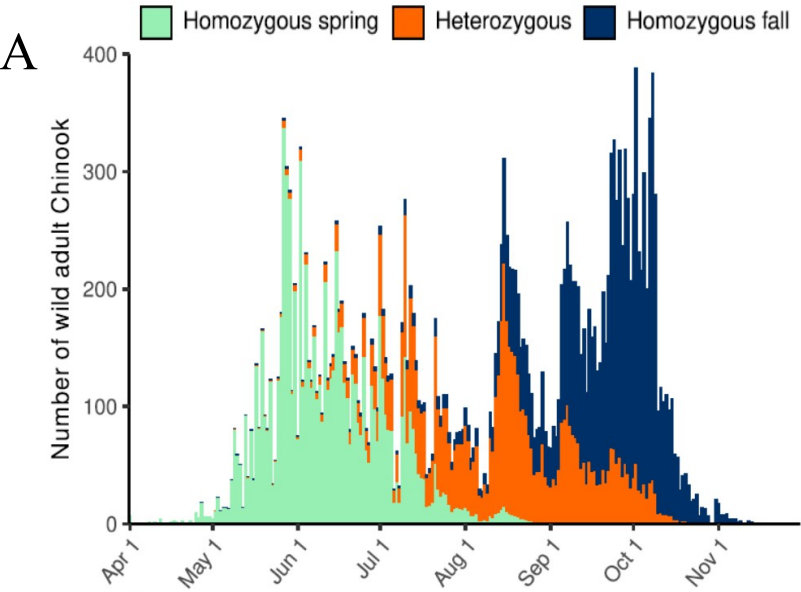 A
Homozygous spring Heterozygous Homozygous fall
Number of wild adult Chinook
400
300
200
100
0
Apr 1 May 1 Jun 1 Jul 1 Aug 1 Sep 1 Oct 1 Nov 1